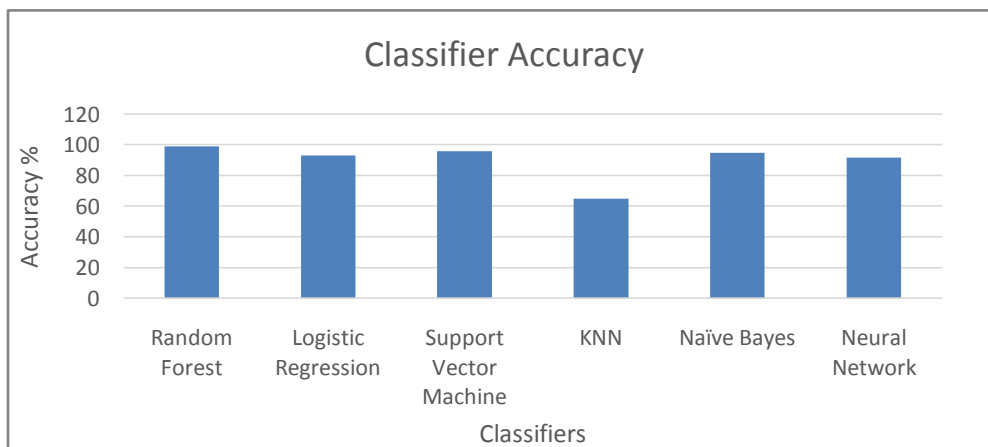 Classifier Accuracy
Accuracy %
120
100
80
60
40
20
0
Random
Forest
Logistic
Regression
Support
Vector
Machine
KNN
Naïve Bayes
Neural
Network
Classifiers